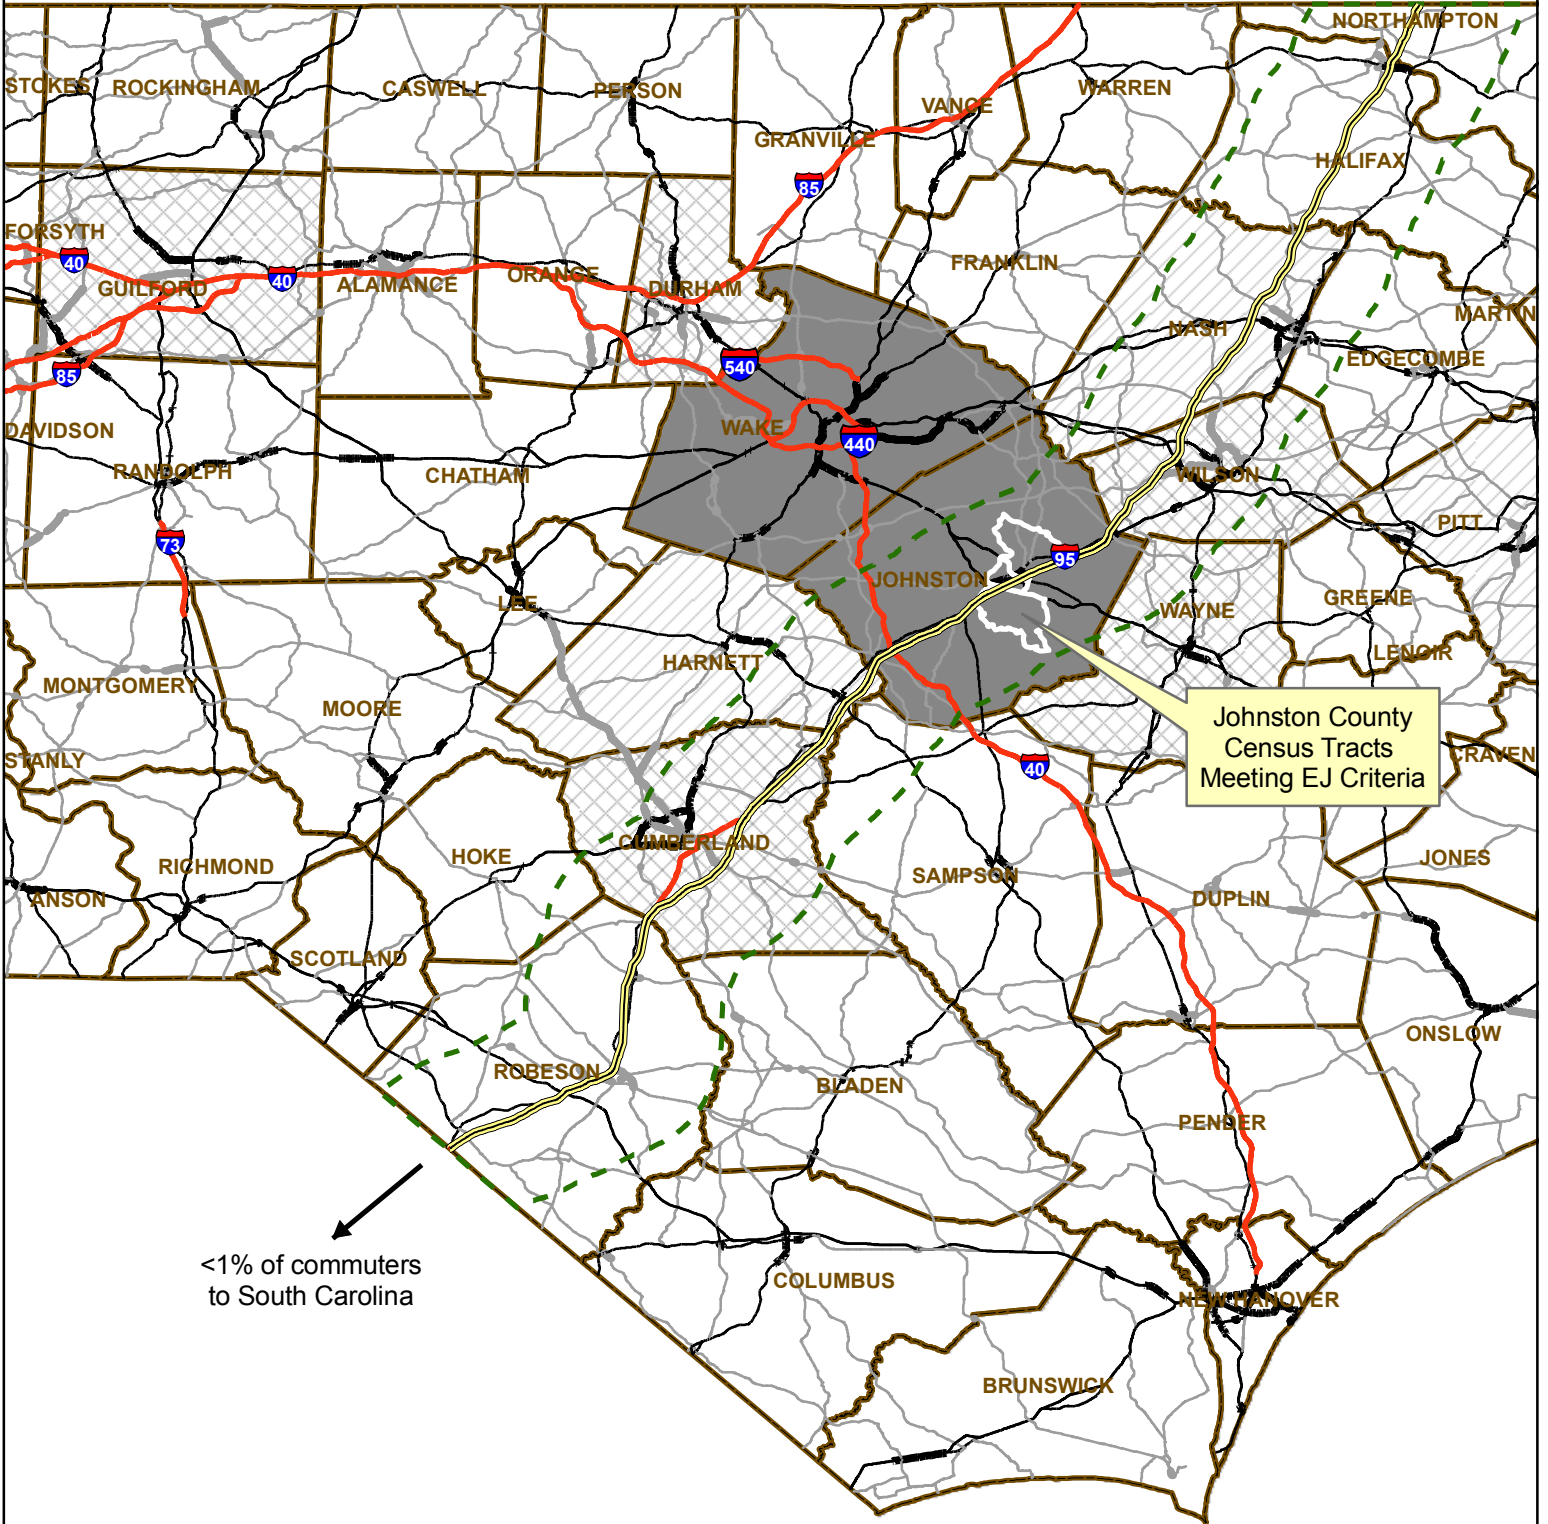 NORTHAMPTON
STOKES
ROCKINGHAM
CASWELL
PERSON
VANCE
WARREN
GRANVILLE
HALIFAX
85
FORSYTH
40
GUILFORD
40
ALAMANCE
ORANGE
DURHAM
FRANKLIN
NASH
MARTIN
EDGECOMBE
85
540
DAVIDSON
WAKE
440
RANDOLPH
CHATHAM
WILSON
PITT
73
95
JOHNSTON
LEE
WAYNE
GREENE
HARNETT
LENOIR
MONTGOMERY
MOORE
Johnston County
Census Tracts
Meeting EJ Criteria
STANLY
40
CRAVEN
CUMBERLAND
HOKE
RICHMOND
SAMPSON
JONES
ANSON
DUPLIN
SCOTLAND
ONSLOW
ROBESON
BLADEN
PENDER
<1% of commuters
to South Carolina
COLUMBUS
NEW HANOVER
BRUNSWICK